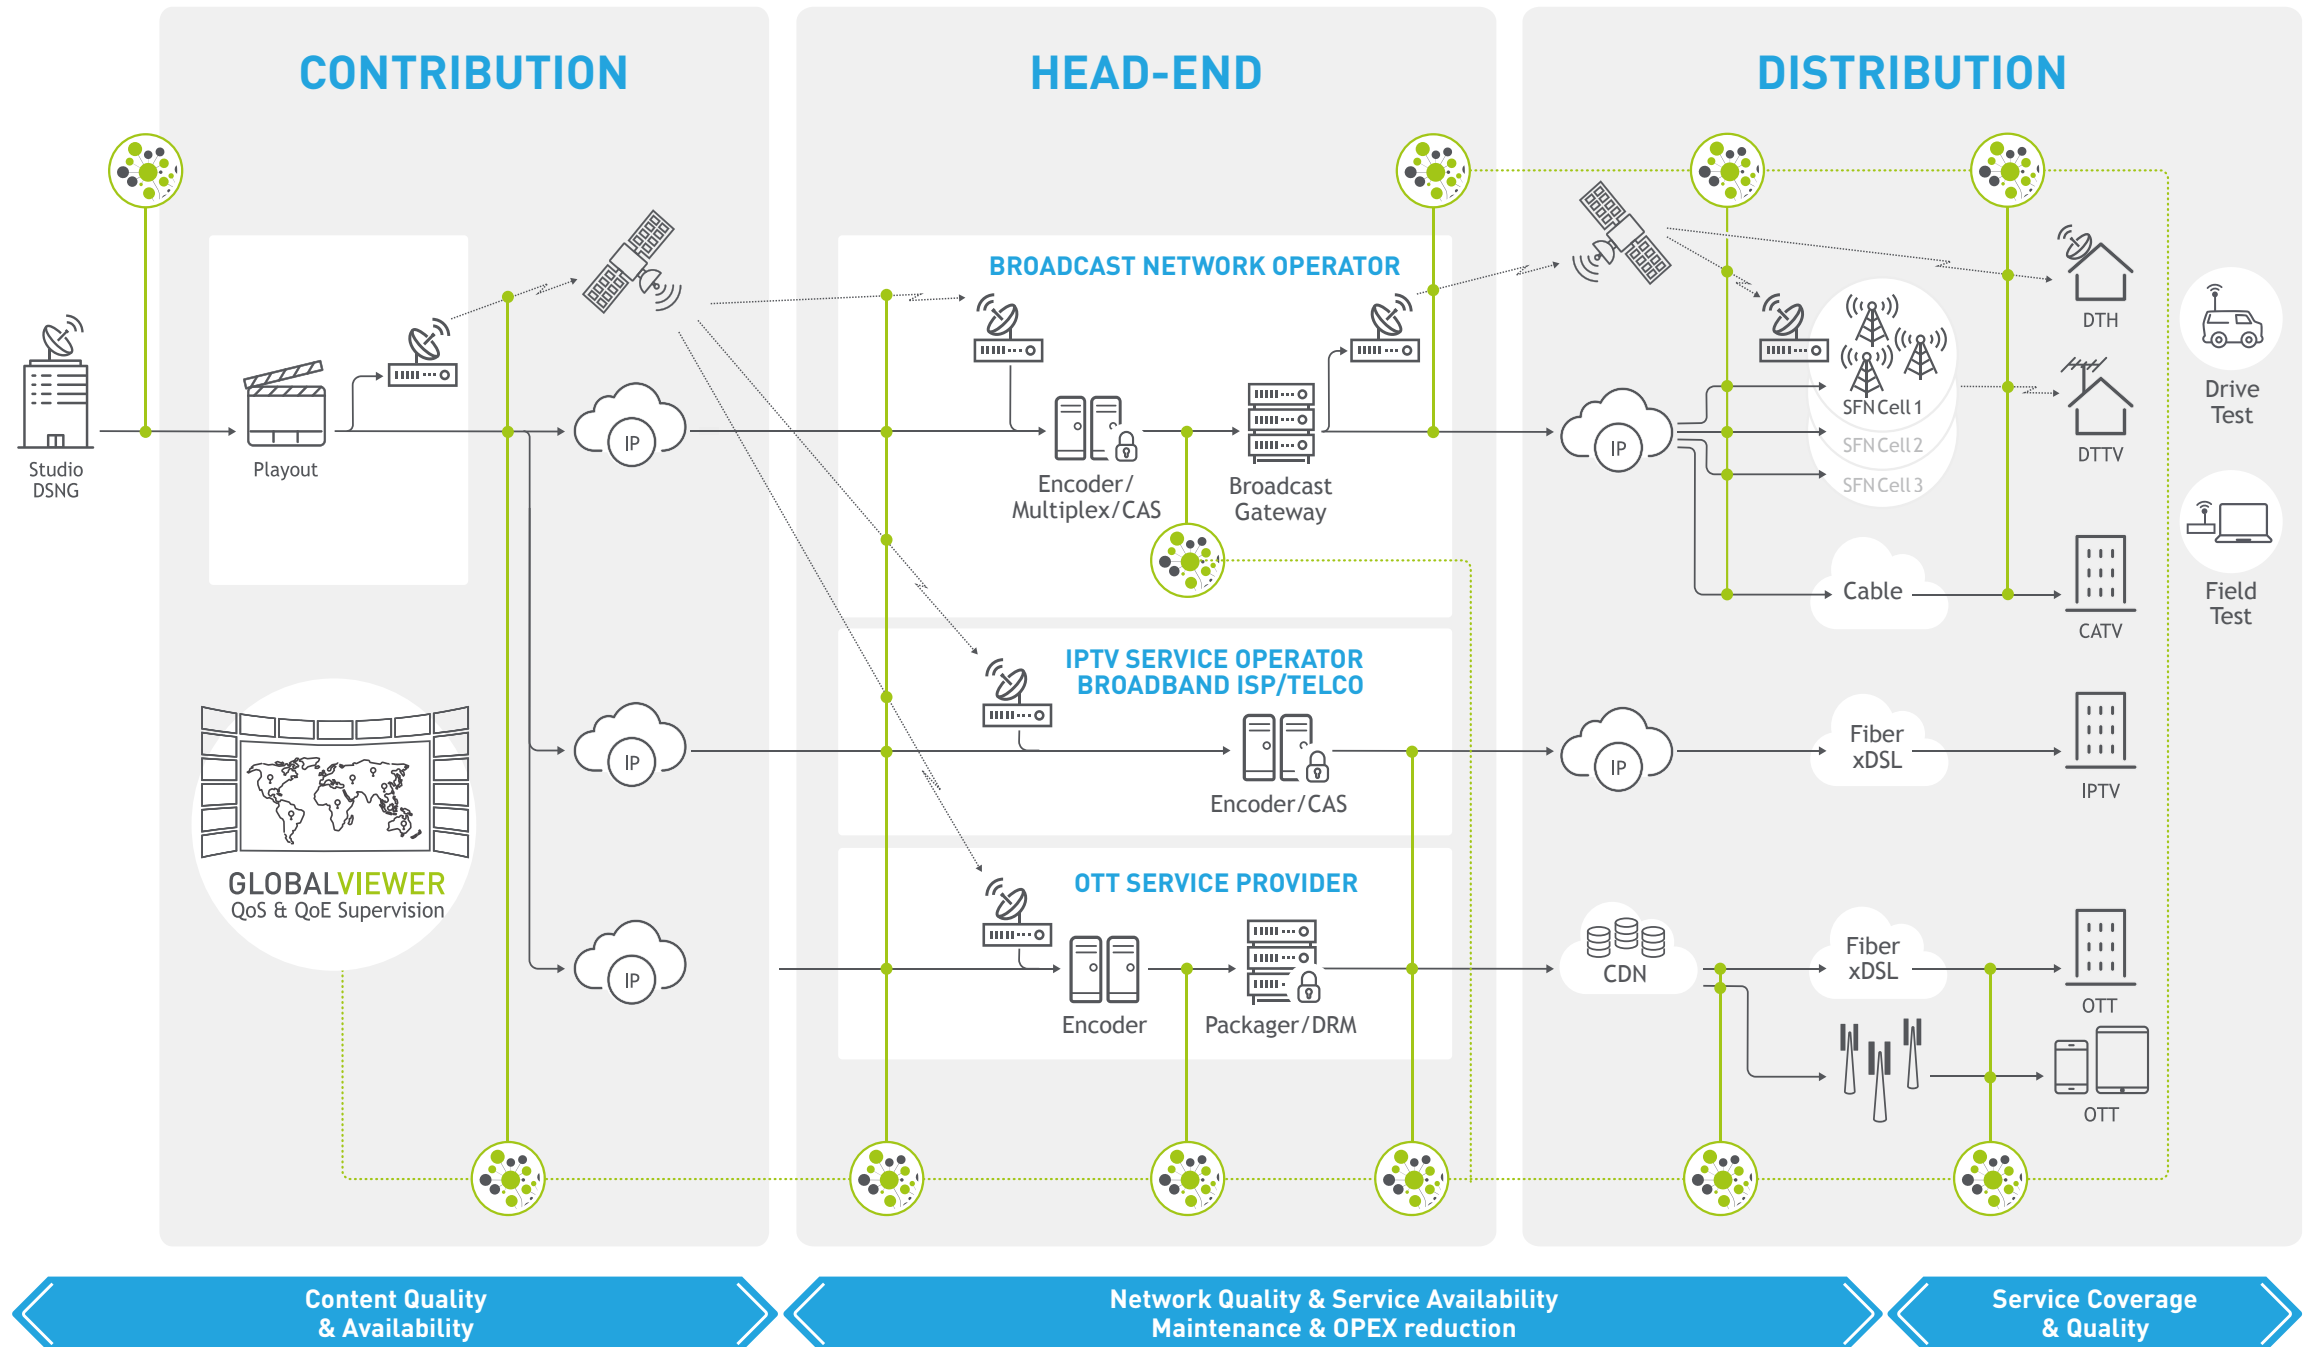 CONTRIBUTION
HEAD-END
DISTRIBUTION
BROADCAST NETWORK OPERATOR
Studio
DSNG
Playout
IP
Encoder/
Multiplex/CAS
Broadcast
Gateway
IP
SFN Cell 1
SFN Cell 2
SFN Cell 3
DTH
DTTV
Drive
Test
Cable
CATV
Field
Test
IPTV SERVICE OPERATOR
BROADBAND ISP/TELCO
IP
Encoder/CAS
IP
Fiber
xDSL
IPTV
GLOBALVIEWER
QoS & QoE Supervision
OTT SERVICE PROVIDER
IP
Encoder
Packager/DRM
CDN
Fiber
xDSL
OTT
OTT
Content Quality
& Availability
Network Quality & Service Availability
Maintenance & OPEX reduction
Service Coverage
& Quality